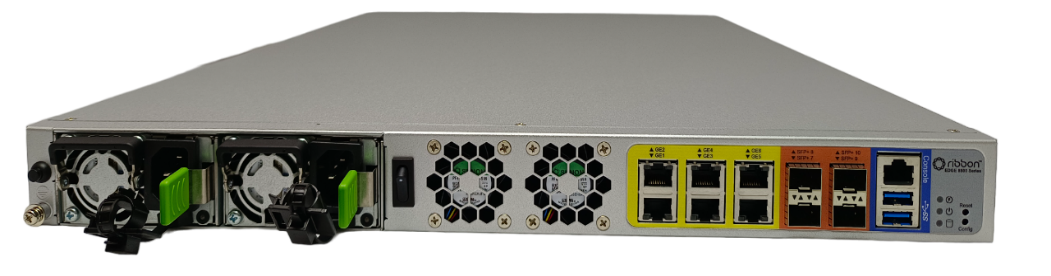 ▲ GE2
▼ GE1
▲ GE4
▼ GE3
▲ GE6
▼ GE5
▲ SFP+ 8
▼ SFP+ 7
▲ SFP+ 10
▼ SFP+ 9
Console
ribbon
Reset
Config